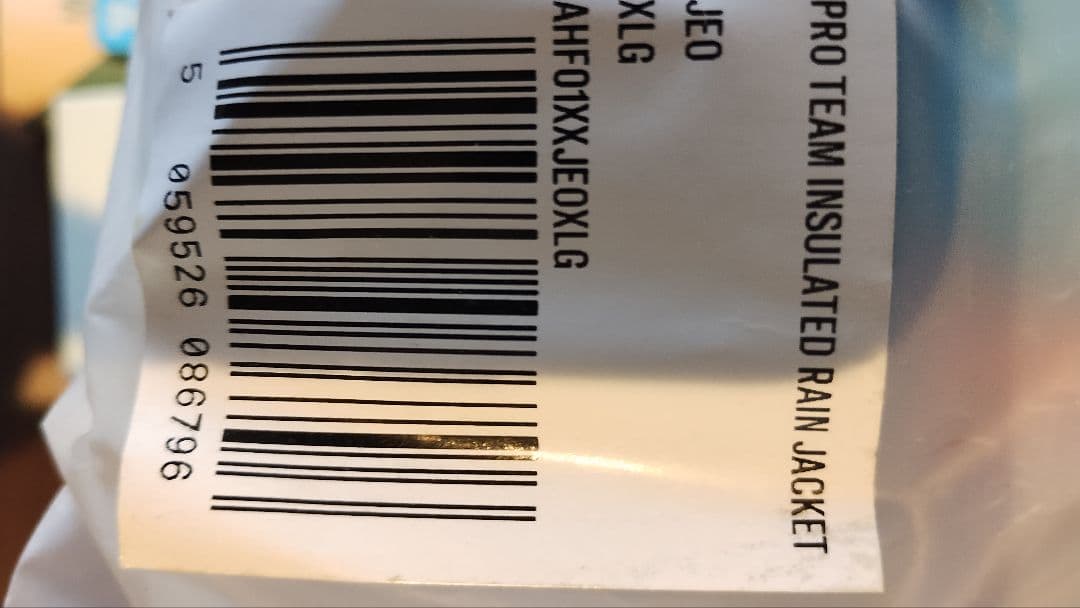 PRO TEAM INSULATED RAIN JACKET
JEO
XLG
AHF01XXJEOXLG
5 059526 086796